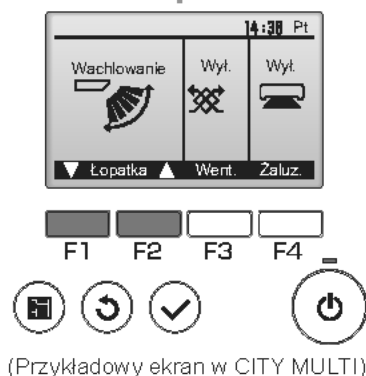 14:38 Pt
Wachlowanie Wył. Wył.
▼ Łopatka ▲ Went. Żaluz.
F1 F2 F3 F4
(Przykładowy ekran w CITY MULTI)